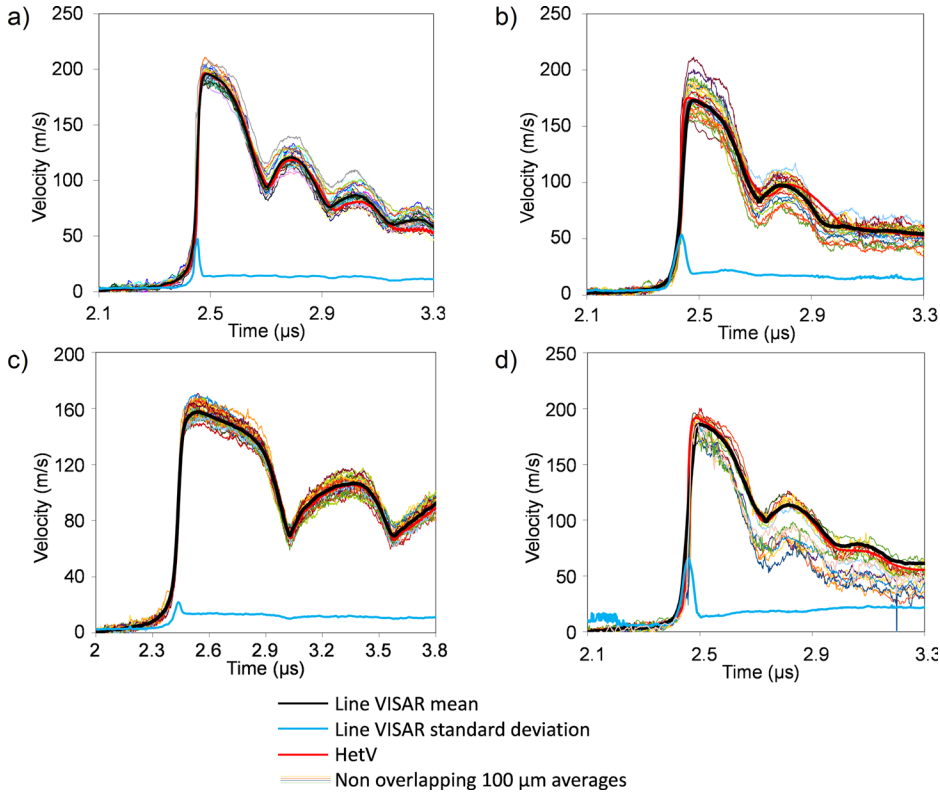 a)
250
200
150
100
50
0
Velocity (m/s)
2.1
2.5
2.9
3.3
Time (µs)
b)
250
200
150
100
50
0
Velocity (m/s)
2.1
2.5
2.9
3.3
Time (µs)
c)
200
160
120
80
40
0
Velocity (m/s)
2
2.3
2.6
2.9
3.2
3.5
3.8
Time (µs)
d)
250
200
150
100
50
0
Velocity (m/s)
2.1
2.5
2.9
3.3
Time (µs)
Line VISAR mean
Line VISAR standard deviation
HetV
Non overlapping 100 µm averages